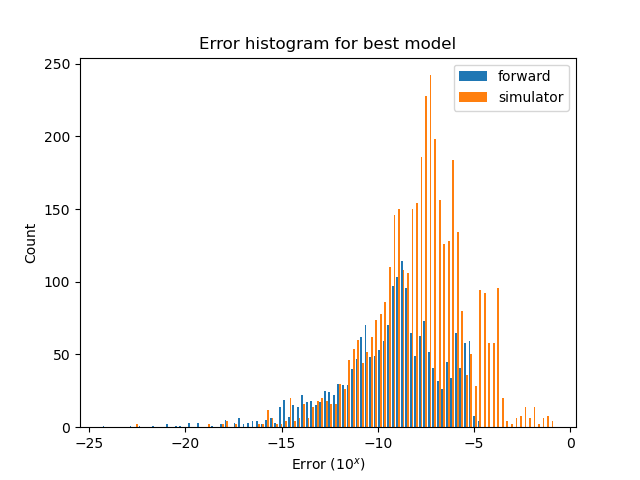 Error histogram for best model
250
200
150
100
50
0
Count
forward
simulator
−25
−20
−15
−10
−5
0
Error (10^x)